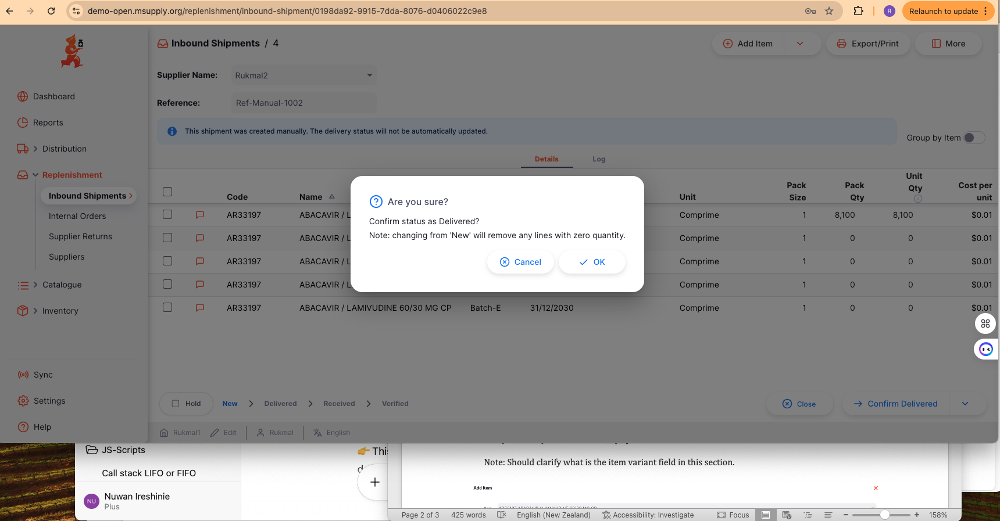 demo-open.msupply.org/replenishment/inbound-shipment/0198da92-9915-7dda-8076-d0406022c9e8
R
Relaunch to update
Inbound Shipments / 4
Add Item
Export/Print
More
Supplier Name:
Rukmal2
Reference:
Ref-Manual-1002
This shipment was created manually. The delivery status will not be automatically updated.
Group by Item
Details
Log
Dashboard
Reports
Distribution
Replenishment
Inbound Shipments
Internal Orders
Supplier Returns
Suppliers
Catalogue
Inventory
Sync
Settings
Help
Code
Name
Unit
Pack Size
Pack Qty
Unit Qty
Cost per unit
AR33197 ABACAVIR / L Comprime 1 8,100 8,100 $0.01
AR33197 ABACAVIR / L Comprime 1 0 0 $0.01
AR33197 ABACAVIR / L Comprime 1 0 0 $0.01
AR33197 ABACAVIR / L Comprime 1 0 0 $0.01
AR33197 ABACAVIR / LAMIVUDINE 60/30 MG CP Batch-E 31/12/2030 Comprime 1 0 0 $0.01
Are you sure?
Confirm status as Delivered?
Note: changing from 'New' will remove any lines with zero quantity.
Cancel
OK
Hold
New
Delivered
Received
Verified
Close
Confirm Delivered
Rukmal1
Edit
Rukmal
English
JS-Scripts
Call stack LIFO or FIFO
NU
Nuwan Ireshinie
Plus
Note: Should clarify what is the item variant field in this section.
Add Item
Page 2 of 3
425 words
English (New Zealand)
Accessibility: Investigate
Focus
158%